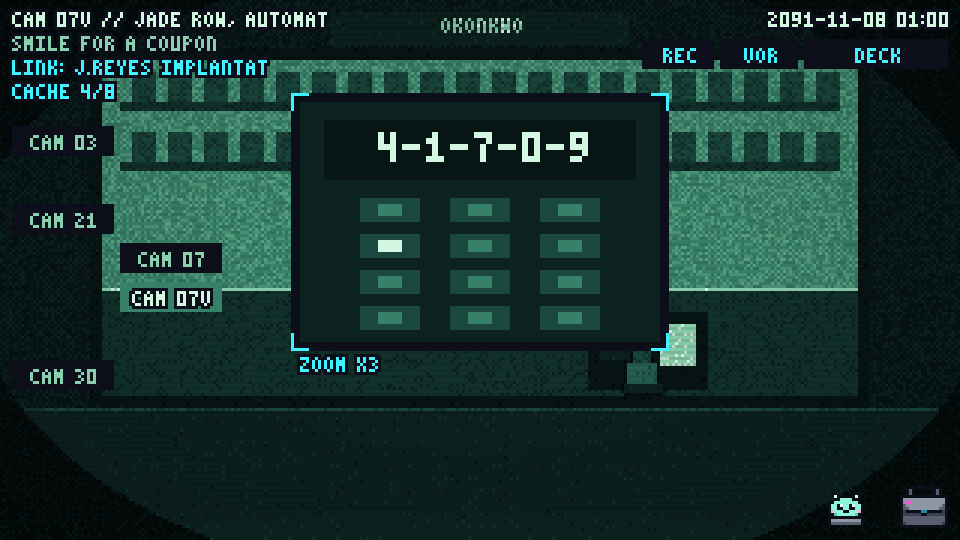 CAM 07V // JADE ROW, AUTOMAT
SMILE FOR A COUPON
LINK: J.REYES IMPLANTAT
CACHE 4/8
OKONKWO
2091-11-08 01:00
REC
VOR
DECK
4-1-7-0-9
CAM 03
CAM 21
CAM 07
CAM 07V
CAM 30
ZOOM X3